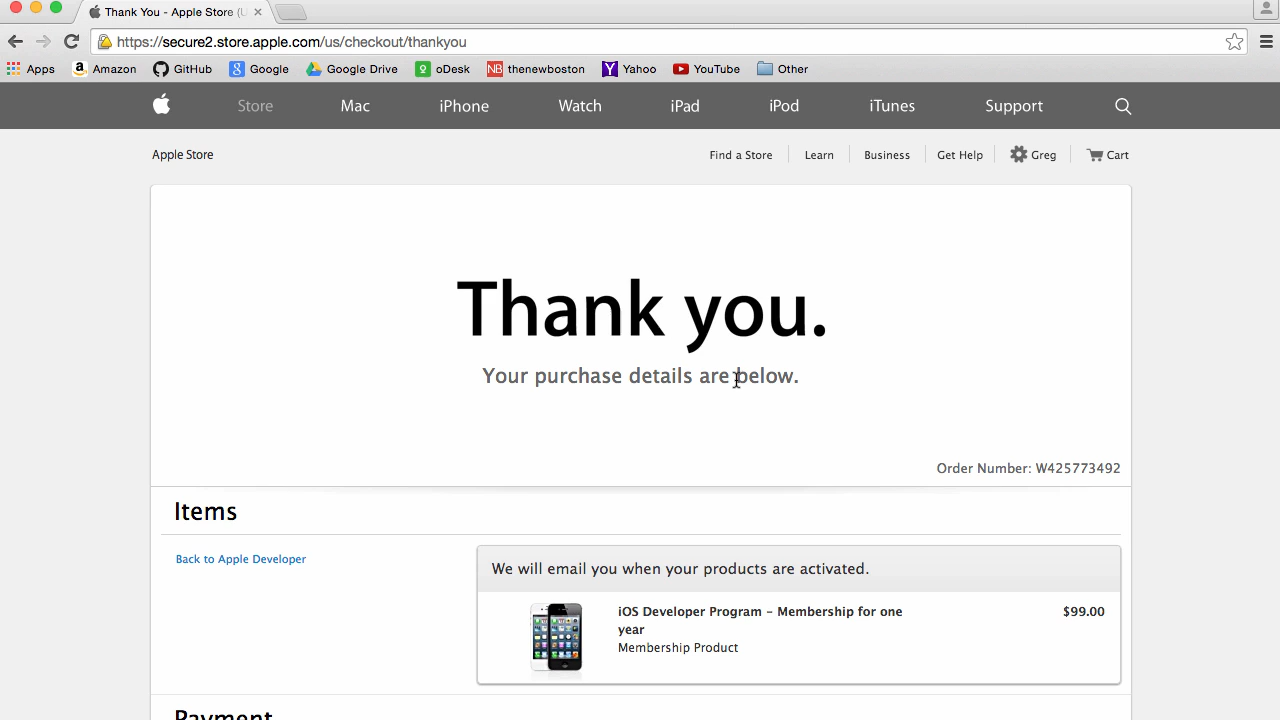 Thank You - Apple Store (U
https://secure2.store.apple.com/us/checkout/thankyou
Apps Amazon GitHub Google Google Drive oDesk thenewboston Yahoo YouTube Other
Store Mac iPhone Watch iPad iPod iTunes Support
Apple Store Find a Store Learn Business Get Help Greg Cart
Thank you.
Your purchase details are below.
Order Number: W425773492
Items
Back to Apple Developer
We will email you when your products are activated.
iOS Developer Program – Membership for one
year
$99.00
Membership Product
Payment